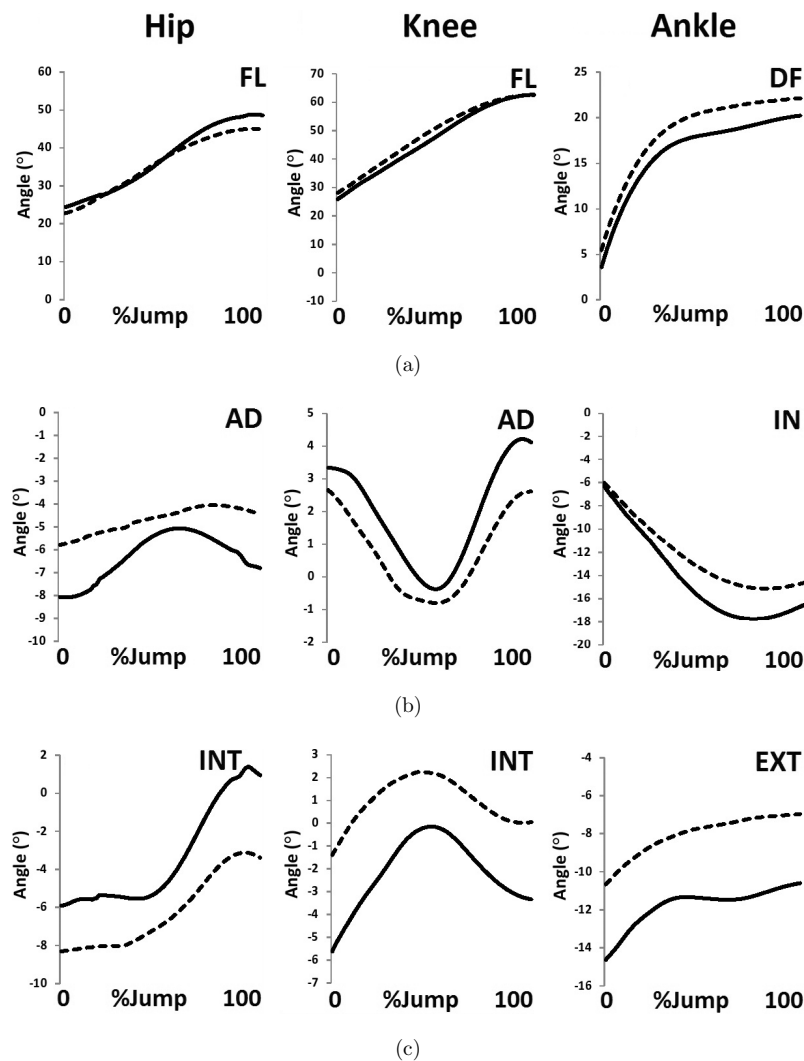 Hip Knee Ankle
FL FL DF
60 70 25
50 60 20
40 50 15
30 40 10
20 30 5
10 20 0
0 10
0
-10
Angle (°) Angle (°) Angle (°)
0 %Jump 100 0 %Jump 100 0 %Jump 100
(a)
AD AD IN
0 5 0
-1 4 -2
-2 3 -4
-3 2 -6
-4 1 -8
-5 0 -10
-6 -1 -12
-7 -2 -14
-8 -16
-9 -18
-10 -20
Angle (°) Angle (°) Angle (°)
0 %Jump 100 0 %Jump 100 0 %Jump 100
(b)
INT INT EXT
2 3 -4
0 2 -6
-2 1 -8
-4 0 -10
-6 -1 -12
-8 -2 -14
-10 -3 -16
-4
-5
-6
-7
Angle (°) Angle (°) Angle (°)
0 %Jump 100 0 %Jump 100 0 %Jump 100
(c)